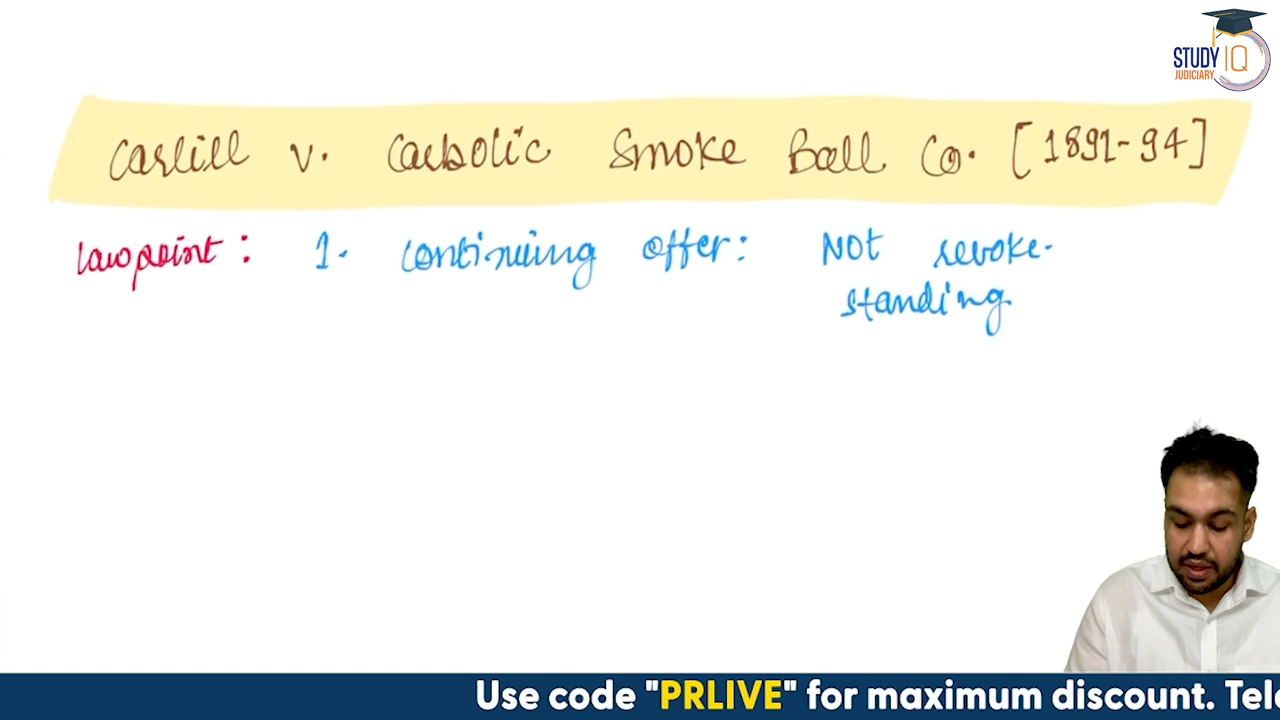 STUDY IQ
JUDICIARY
Carlill v. Carbolic Smoke Ball Co. [1891-94]
Lawpoint: 1. continuing offer: Not revoke-
standing
Use code "PRLIVE" for maximum discount. Tele